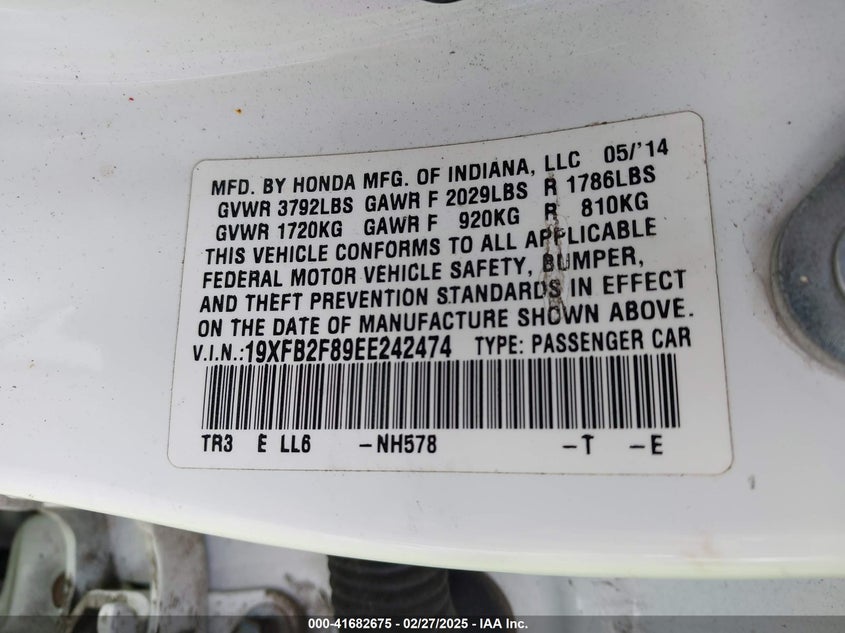 MFD. BY HONDA MFG. OF INDIANA, LLC 05/'14
GVWR 3792LBS GAWR F 2029LBS R 1786LBS
GVWR 1720KG GAWR F 920KG R 810KG
THIS VEHICLE CONFORMS TO ALL APPLICABLE
FEDERAL MOTOR VEHICLE SAFETY, BUMPER,
AND THEFT PREVENTION STANDARDS IN EFFECT
ON THE DATE OF MANUFACTURE SHOWN ABOVE.
V.I.N.:19XFB2F89EE242474 TYPE: PASSENGER CAR
TR3 E LL6 -NH578 -T -E
000-41682675 - 02/27/2025 - IAA Inc.